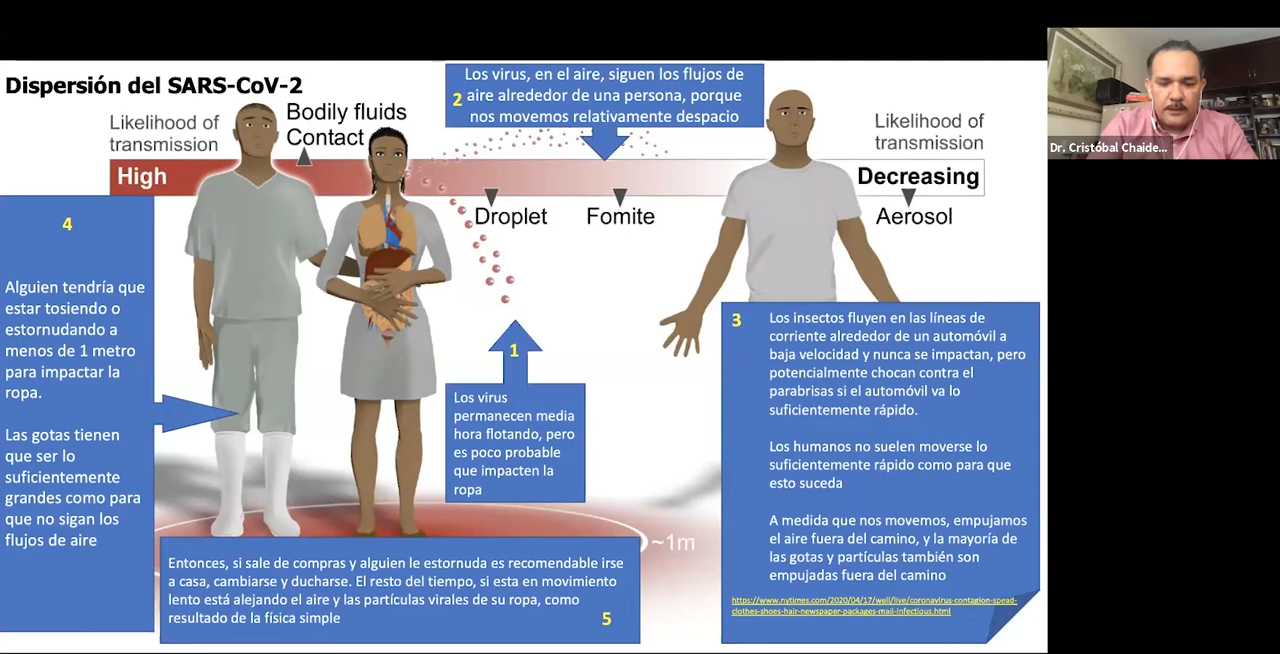 Dispersión del SARS-CoV-2
Likelihood of
transmission
Bodily fluids
Contact
2
Los virus, en el aire, siguen los flujos de
aire alrededor de una persona, porque
nos movemos relativamente despacio
Likelihood of
transmission
High
Decreasing
Droplet
Fomite
Aerosol
4
Alguien tendría que
estar tosiendo o
estornudando a
menos de 1 metro
para impactar la
ropa.
Las gotas tienen
que ser lo
suficientemente
grandes como para
que no sigan los
flujos de aire
1
Los virus
permanecen media
hora flotando, pero
es poco probable
que impacten la
ropa
3
Los insectos fluyen en las líneas de
corriente alrededor de un automóvil a
baja velocidad y nunca se impactan, pero
potencialmente chocan contra el
parabrisas si el automóvil va lo
suficientemente rápido.
Los humanos no suelen moverse lo
suficientemente rápido como para que
esto suceda
A medida que nos movemos, empujamos
el aire fuera del camino, y la mayoría de
las gotas y partículas también son
empujadas fuera del camino
https://www.nytimes.com/2020/04/17/well/live/coronavirus-contagion-spead-
clothes-shoes-hair-newspaper-packages-mail-infectious.html
~1m
Entonces, si sale de compras y alguien le estornuda es recomendable irse
a casa, cambiarse y ducharse. El resto del tiempo, si esta en movimiento
lento está alejando el aire y las partículas virales de su ropa, como
resultado de la física simple
5
Dr. Cristóbal Chaide...